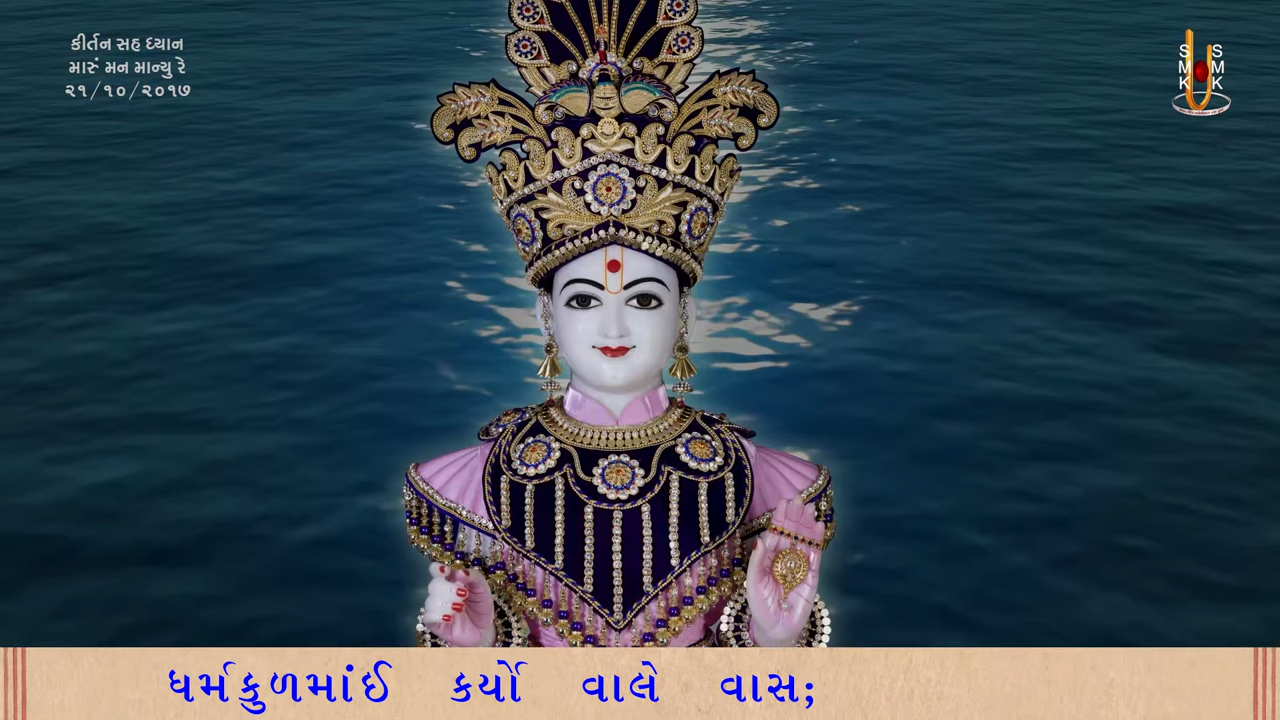 કીર્તન સહ ધ્યાન
મારું મન માન્યુ રે
૨૧/૧૦/૨૦૧૭
S S
M M
K K
ધર્મકુળમાંઈ કર્યો વાલે વાસ;